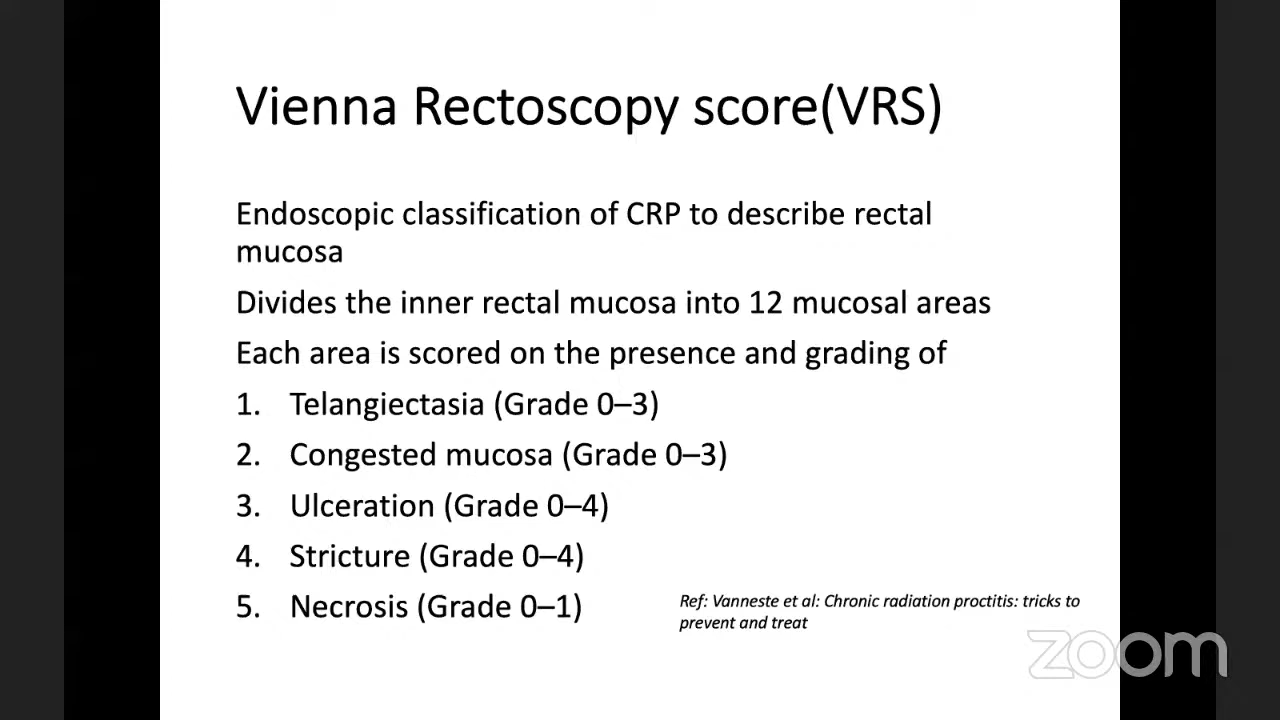 Vienna Rectoscopy score(VRS)
Endoscopic classification of CRP to describe rectal
mucosa
Divides the inner rectal mucosa into 12 mucosal areas
Each area is scored on the presence and grading of
1. Telangiectasia (Grade 0–3)
2. Congested mucosa (Grade 0–3)
3. Ulceration (Grade 0–4)
4. Stricture (Grade 0–4)
5. Necrosis (Grade 0–1)
Ref: Vanneste et al: Chronic radiation proctitis: tricks to
prevent and treat
zoom